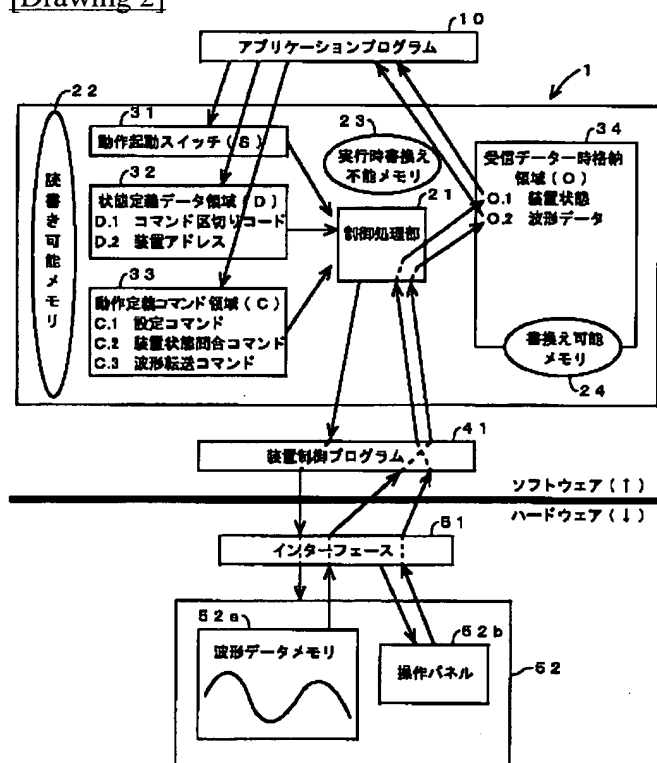 [Drawing 2]
10
アプリケーションプログラム
1
22
読書き可能メモリ
31
動作起動スイッチ(S)
32
状態定義データ領域(D)
D.1 コマンド区切りコード
D.2 装置アドレス
33
動作定義コマンド領域(C)
C.1 設定コマンド
C.2 装置状態問合コマンド
C.3 波形転送コマンド
23
実行時書換え
不能メモリ
21
制御処理部
34
受信データ一時格納
領域(O)
O.1 装置状態
O.2 波形データ
書換え可能
メモリ
24
41
装置制御プログラム
ソフトウェア(↑)
ハードウェア(↓)
51
インターフェース
52a
波形データメモリ
52b
操作パネル
52